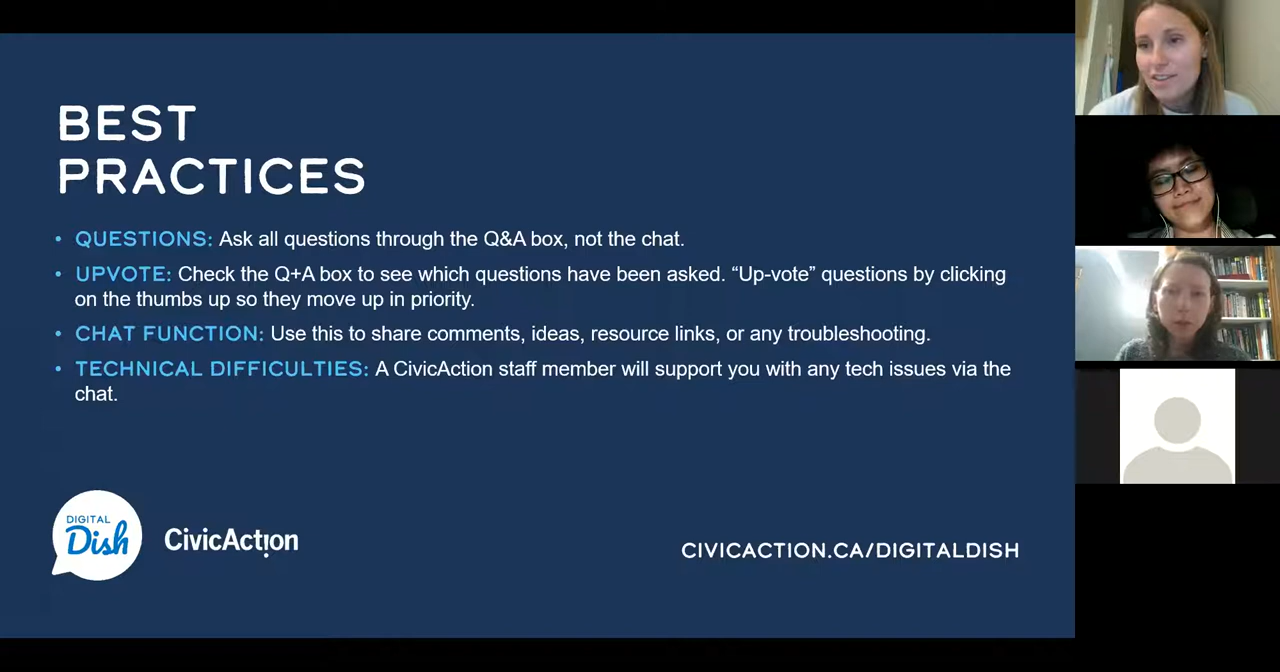 BEST
PRACTICES
• QUESTIONS: Ask all questions through the Q&A box, not the chat.
• UPVOTE: Check the Q+A box to see which questions have been asked. “Up-vote” questions by clicking
on the thumbs up so they move up in priority.
• CHAT FUNCTION: Use this to share comments, ideas, resource links, or any troubleshooting.
• TECHNICAL DIFFICULTIES: A CivicAction staff member will support you with any tech issues via the
chat.
DIGITAL
Dish
CivicAction
CIVICACTION.CA/DIGITALDISH